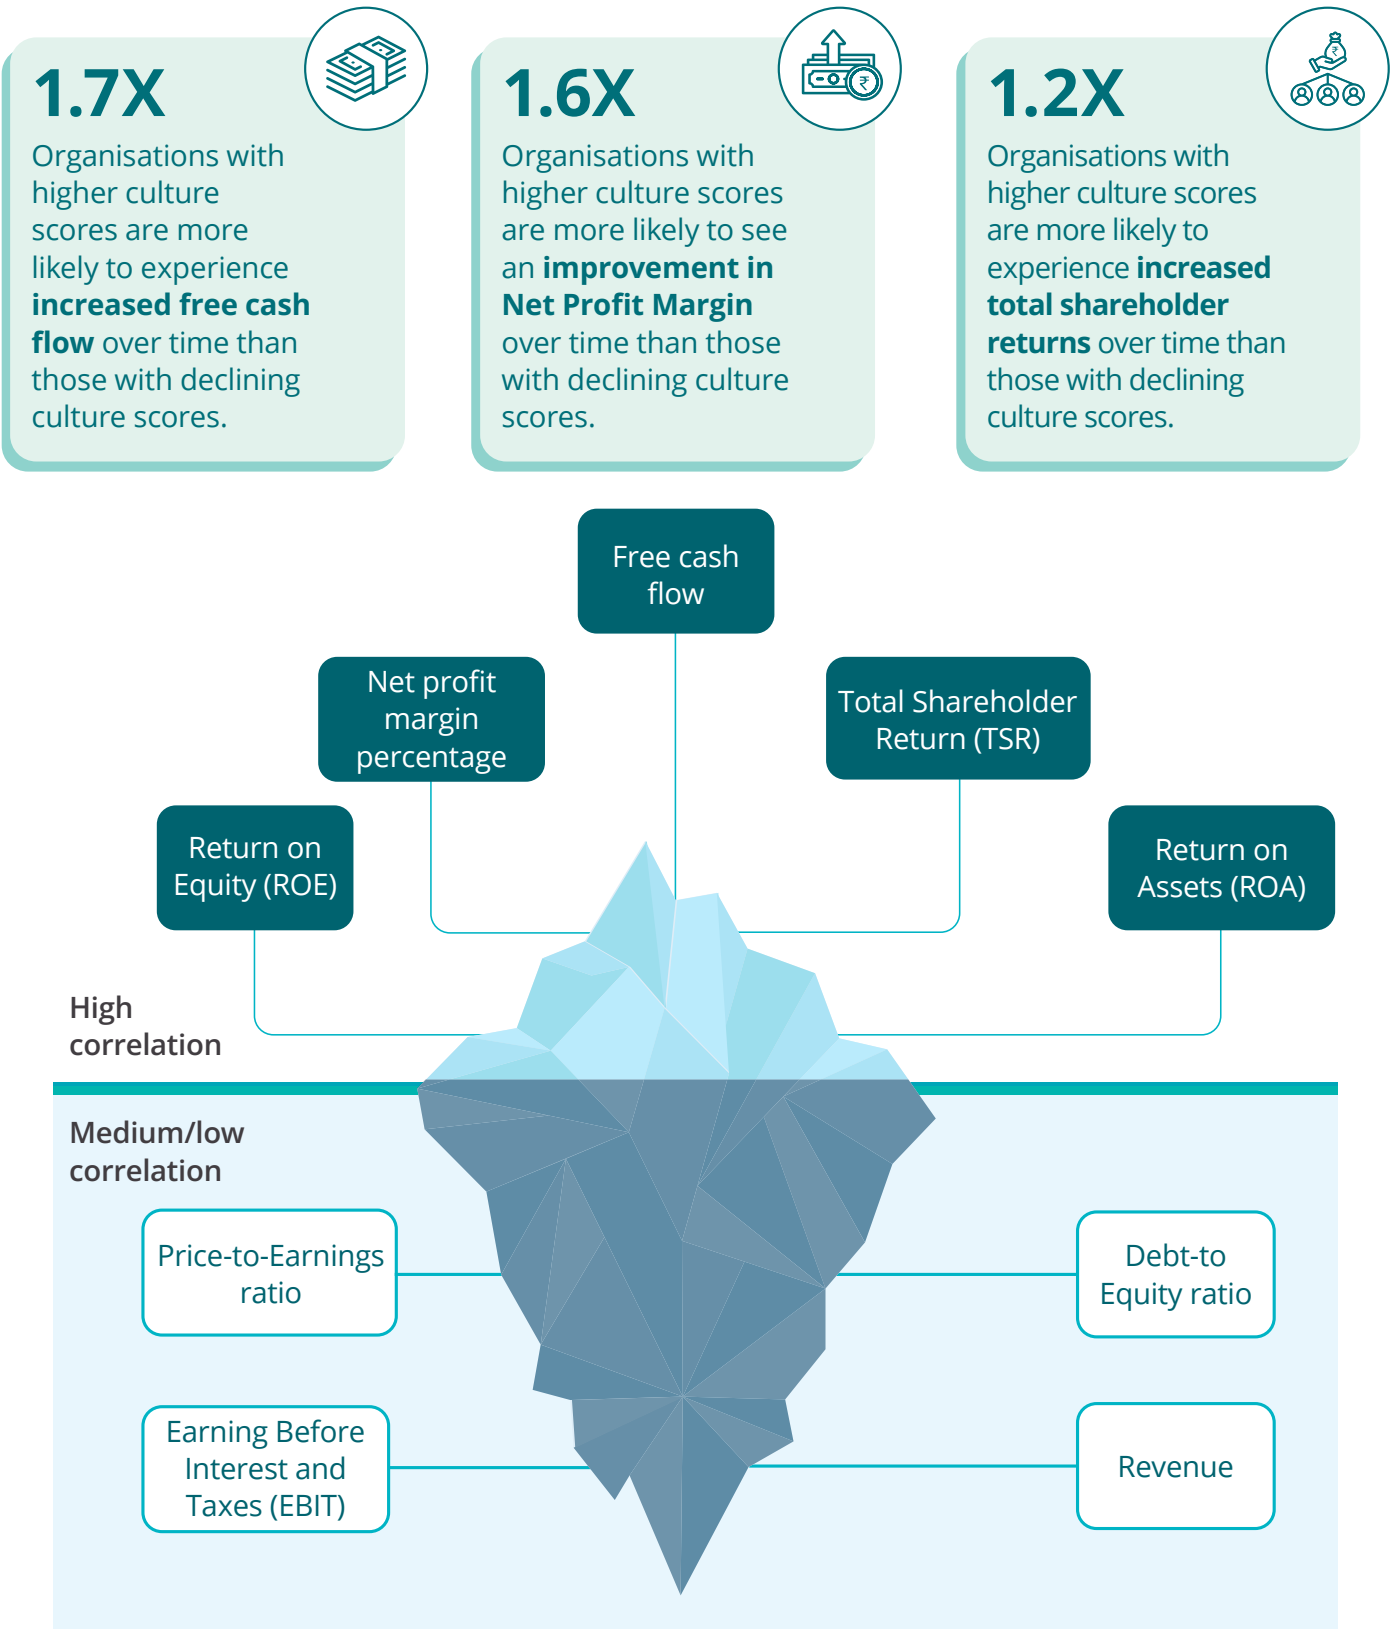 1.7X
Organisations with
higher culture
scores are more
likely to experience
increased free cash
flow over time than
those with declining
culture scores.
1.6X
Organisations with
higher culture scores
are more likely to see
an improvement in
Net Profit Margin
over time than those
with declining culture
scores.
₹
1.2X
Organisations with
higher culture scores
are more likely to
experience increased
total shareholder
returns over time than
those with declining
culture scores.
₹
Free cash
flow
Net profit
margin
percentage
Total Shareholder
Return (TSR)
Return on
Equity (ROE)
Return on
Assets (ROA)
High
correlation
Medium/low
correlation
Price-to-Earnings
ratio
Debt-to
Equity ratio
Earning Before
Interest and
Taxes (EBIT)
Revenue